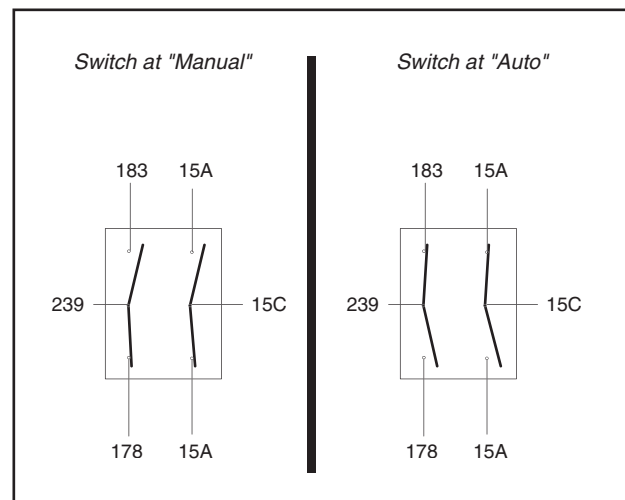 Switch at "Manual"
Switch at "Auto"
183 15A
239 15C
178 15A
183 15A
239 15C
178 15A